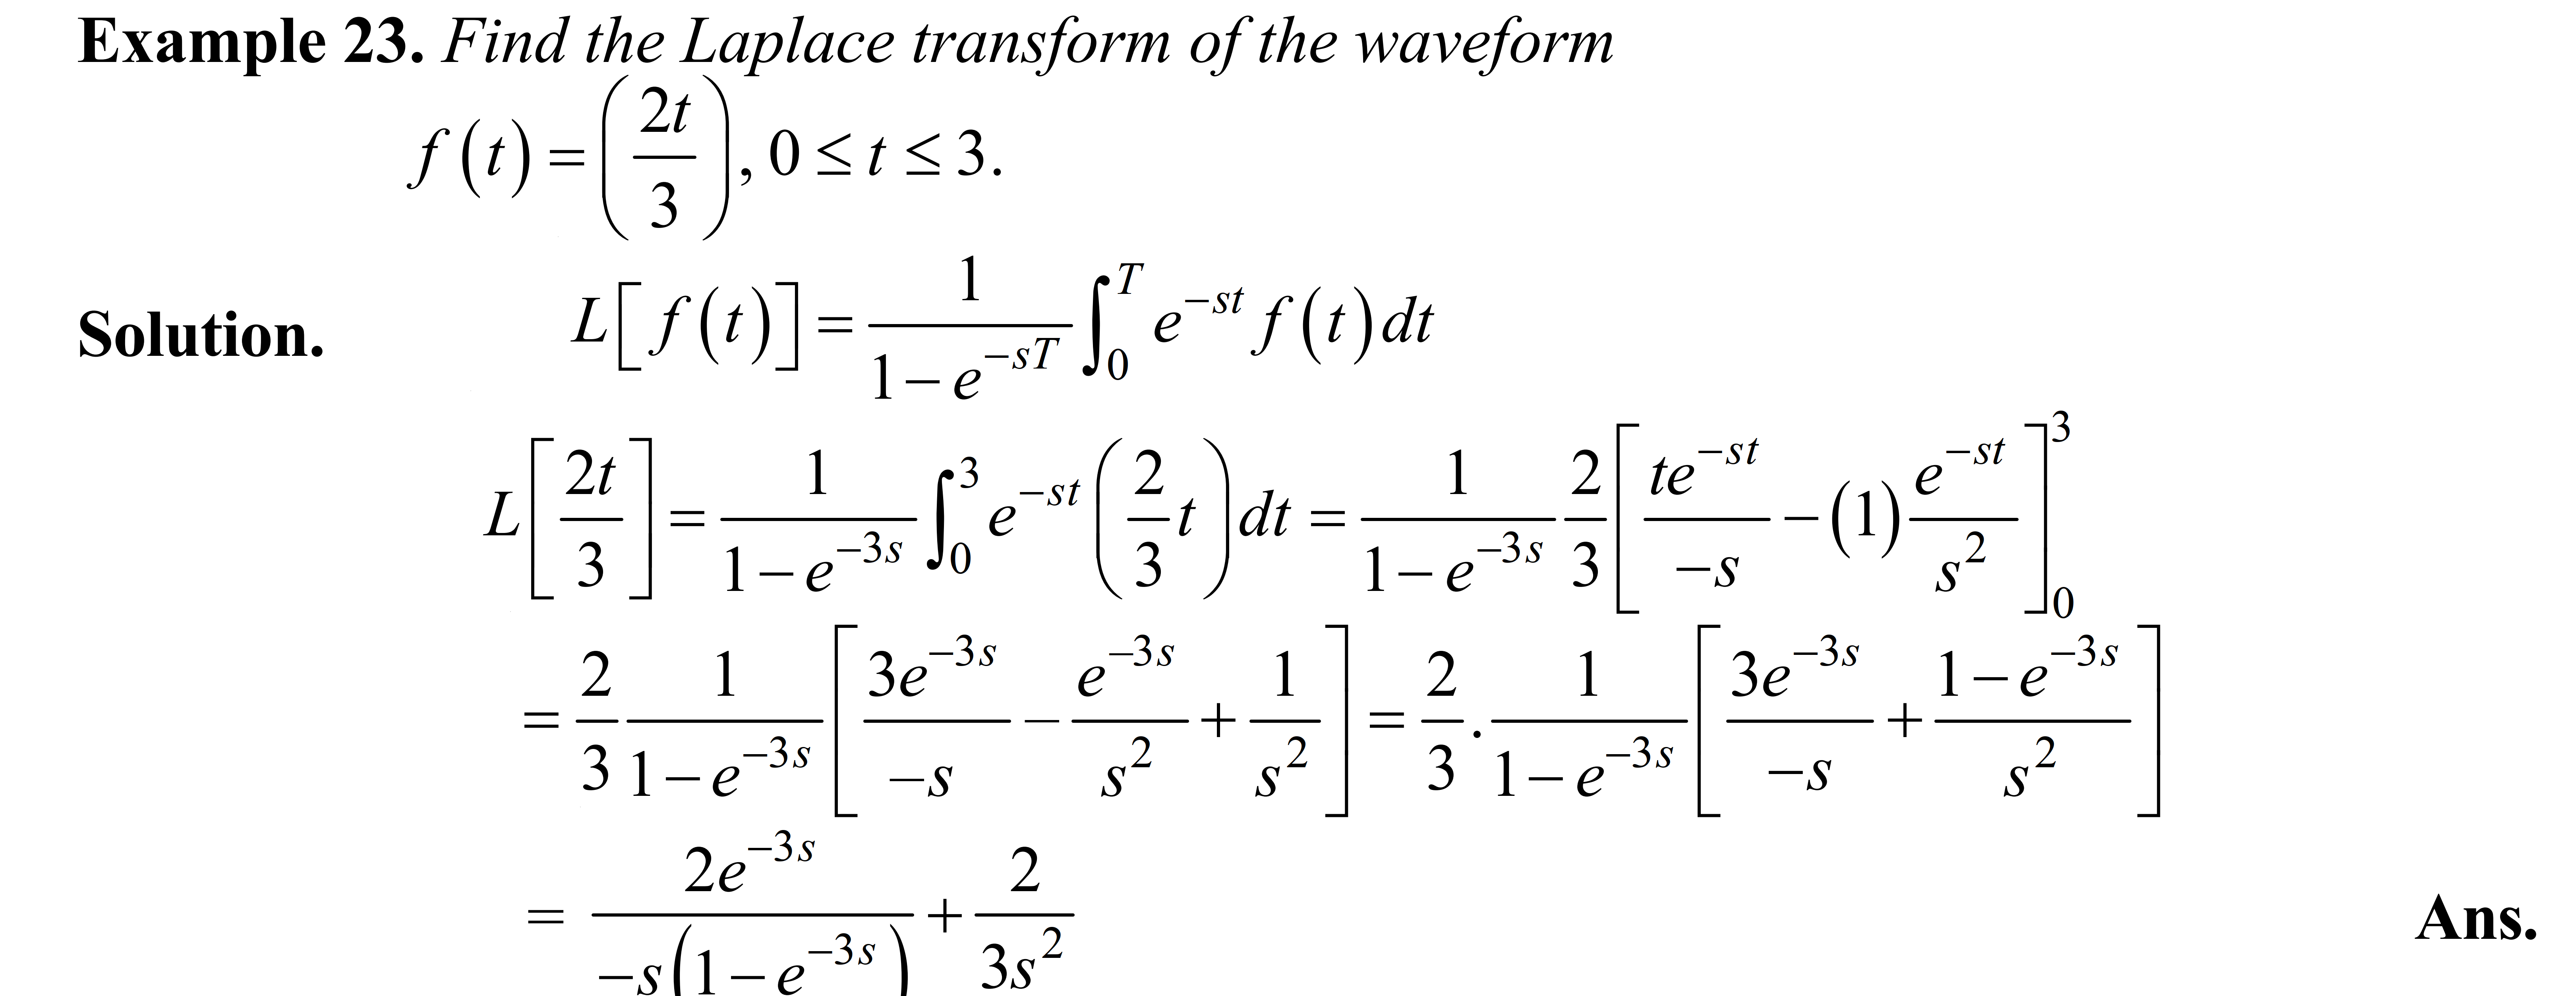 Example 23. Find the Laplace transform of the waveform
f(t) = (2t/3), 0 ≤ t ≤ 3.
Solution. L[f(t)] = 1/(1−e^{−sT}) ∫_0^T e^{−st} f(t) dt
L[2t/3] = 1/(1−e^{−3s}) ∫_0^3 e^{−st} (2/3 t) dt = 1/(1−e^{−3s}) 2/3 [te^{−st}/−s − (1) e^{−st}/s^2]_0^3
= 2/3 1/(1−e^{−3s}) [3e^{−3s}/−s − e^{−3s}/s^2 + 1/s^2] = 2/3 . 1/(1−e^{−3s}) [3e^{−3s}/−s + (1−e^{−3s})/s^2]
= 2e^{−3s}/(−s(1−e^{−3s})) + 2/(3s^2) Ans.